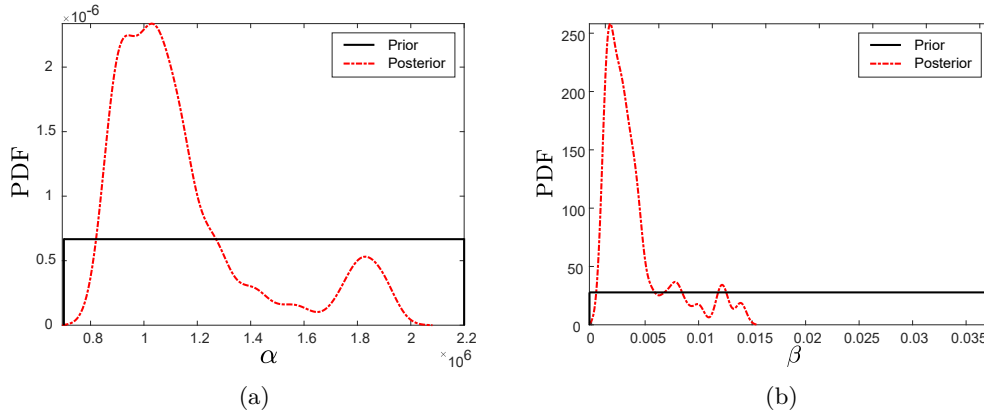 ×10⁻⁶
Prior
Posterior
2
1.5
1
0.5
0
PDF
0.8
1
1.2
1.4
1.6
1.8
2
2.2
×10⁶
α
(a)
Prior
Posterior
250
200
150
100
50
0
PDF
0
0.005
0.01
0.015
0.02
0.025
0.03
0.035
β
(b)